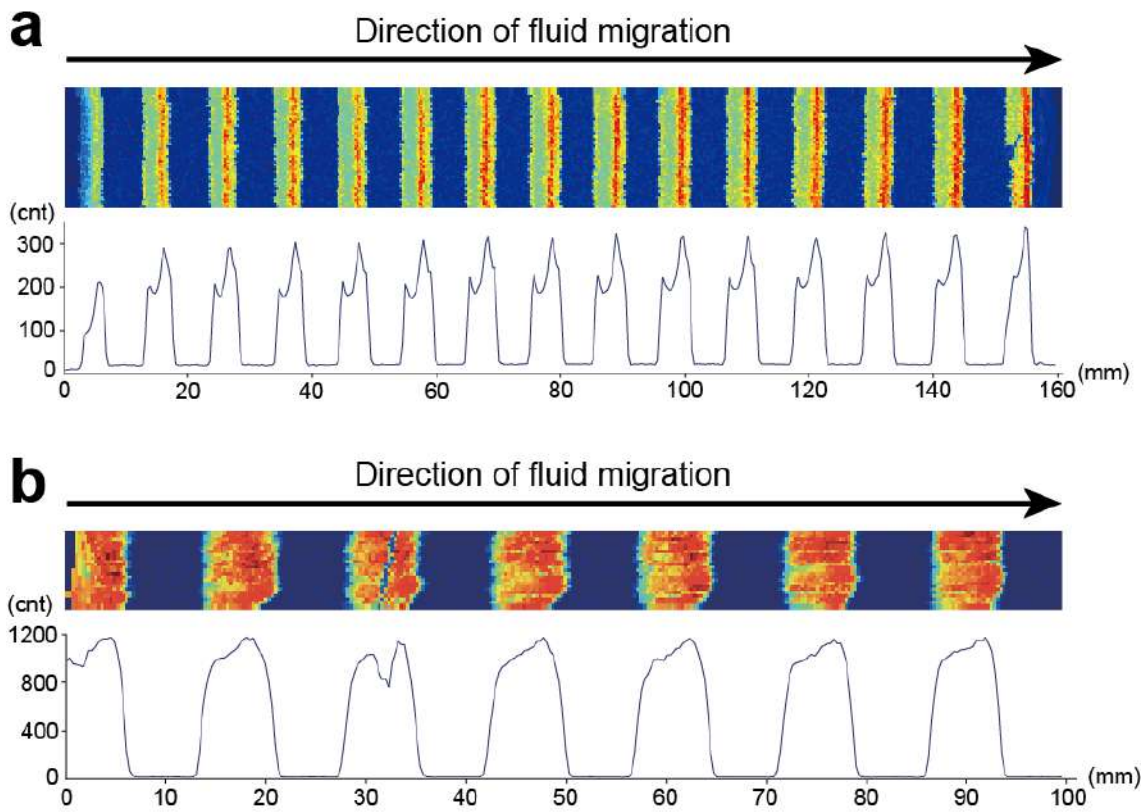 a
Direction of fluid migration
(cnt)
300
200
100
0
0 20 40 60 80 100 120 140 160 (mm)
b
Direction of fluid migration
(cnt)
1200
800
400
0
0 10 20 30 40 50 60 70 80 90 100 (mm)